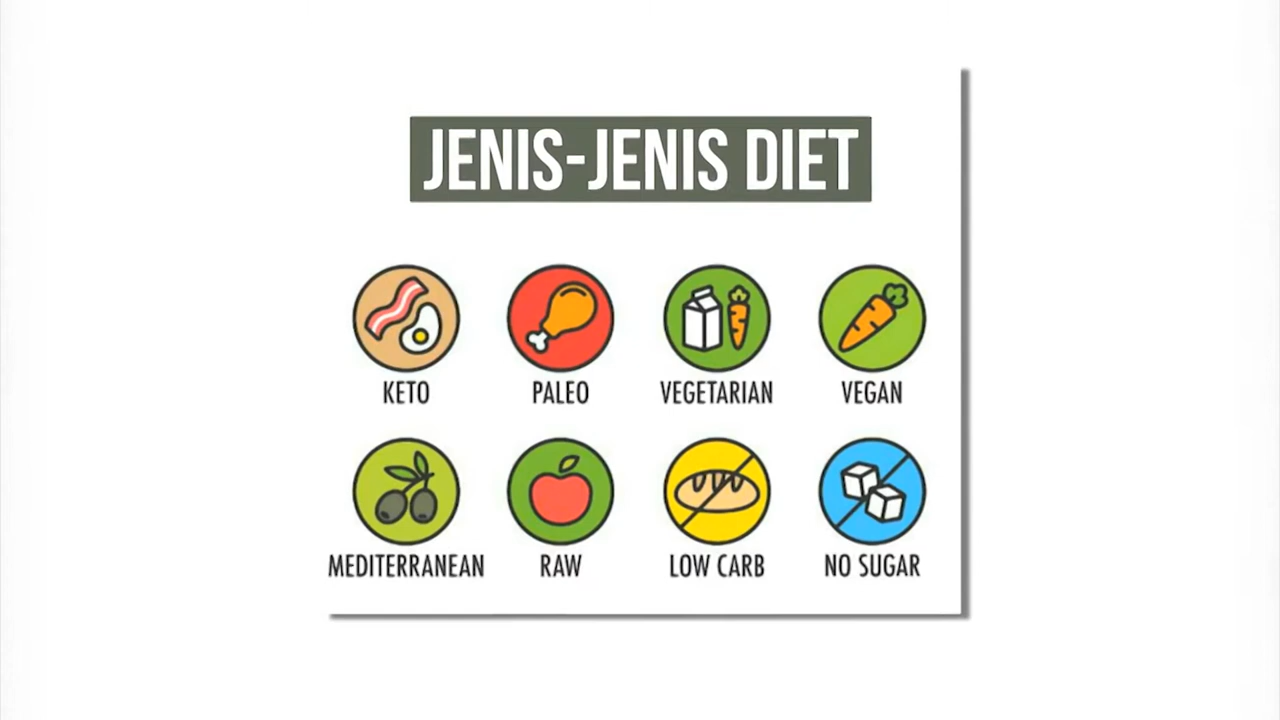 JENIS-JENIS DIET
KETO
PALEO
VEGETARIAN
VEGAN
MEDITERRANEAN
RAW
LOW CARB
NO SUGAR